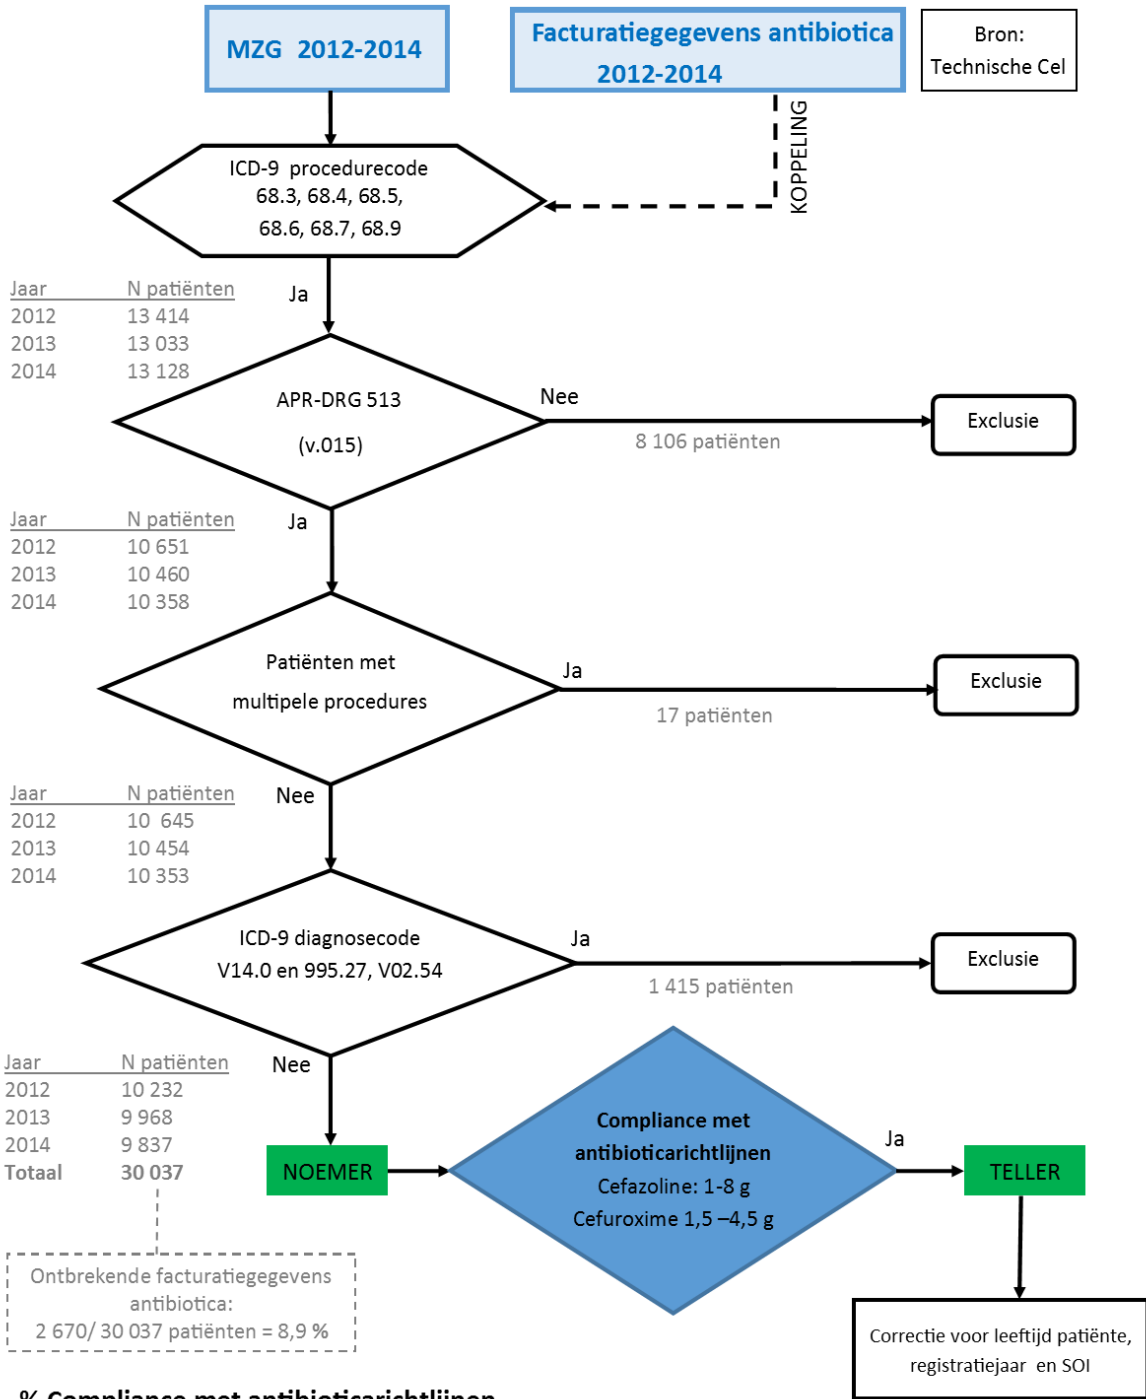 MZG 2012-2014
Facturatiegegevens antibiotica
2012-2014
Bron:
Technische Cel
KOPPELING
ICD-9 procedurecode
68.3, 68.4, 68.5,
68.6, 68.7, 68.9
Jaar N patiënten
2012 13 414
2013 13 033
2014 13 128
Ja
APR-DRG 513
(v.015)
Nee
8 106 patiënten
Exclusie
Jaar N patiënten
2012 10 651
2013 10 460
2014 10 358
Ja
Patiënten met
multipele procedures
Ja
17 patiënten
Exclusie
Jaar N patiënten
2012 10 645
2013 10 454
2014 10 353
Nee
ICD-9 diagnosecode
V14.0 en 995.27, V02.54
Ja
1 415 patiënten
Exclusie
Jaar N patiënten
2012 10 232
2013 9 968
2014 9 837
Totaal 30 037
Nee
NOEMER
Compliance met
antibioticarichtlijnen
Cefazoline: 1-8 g
Cefuroxime 1,5 –4,5 g
Ja
TELLER
Ontbrekende facturatiegegevens
antibiotica:
2 670/ 30 037 patiënten = 8,9 %
Correctie voor leeftijd patiënte,
registratiejaar en SOI
% Compliance met antibioticarichtlijnen